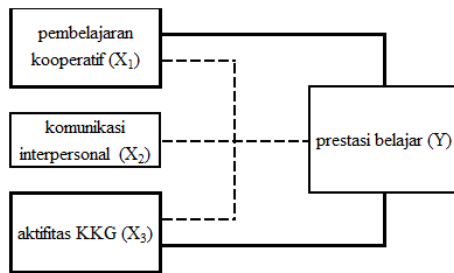 pembelajaran
kooperatif (X₁)
komunikasi
interpersonal (X₂)
prestasi belajar (Y)
aktifitas KKG (X₃)